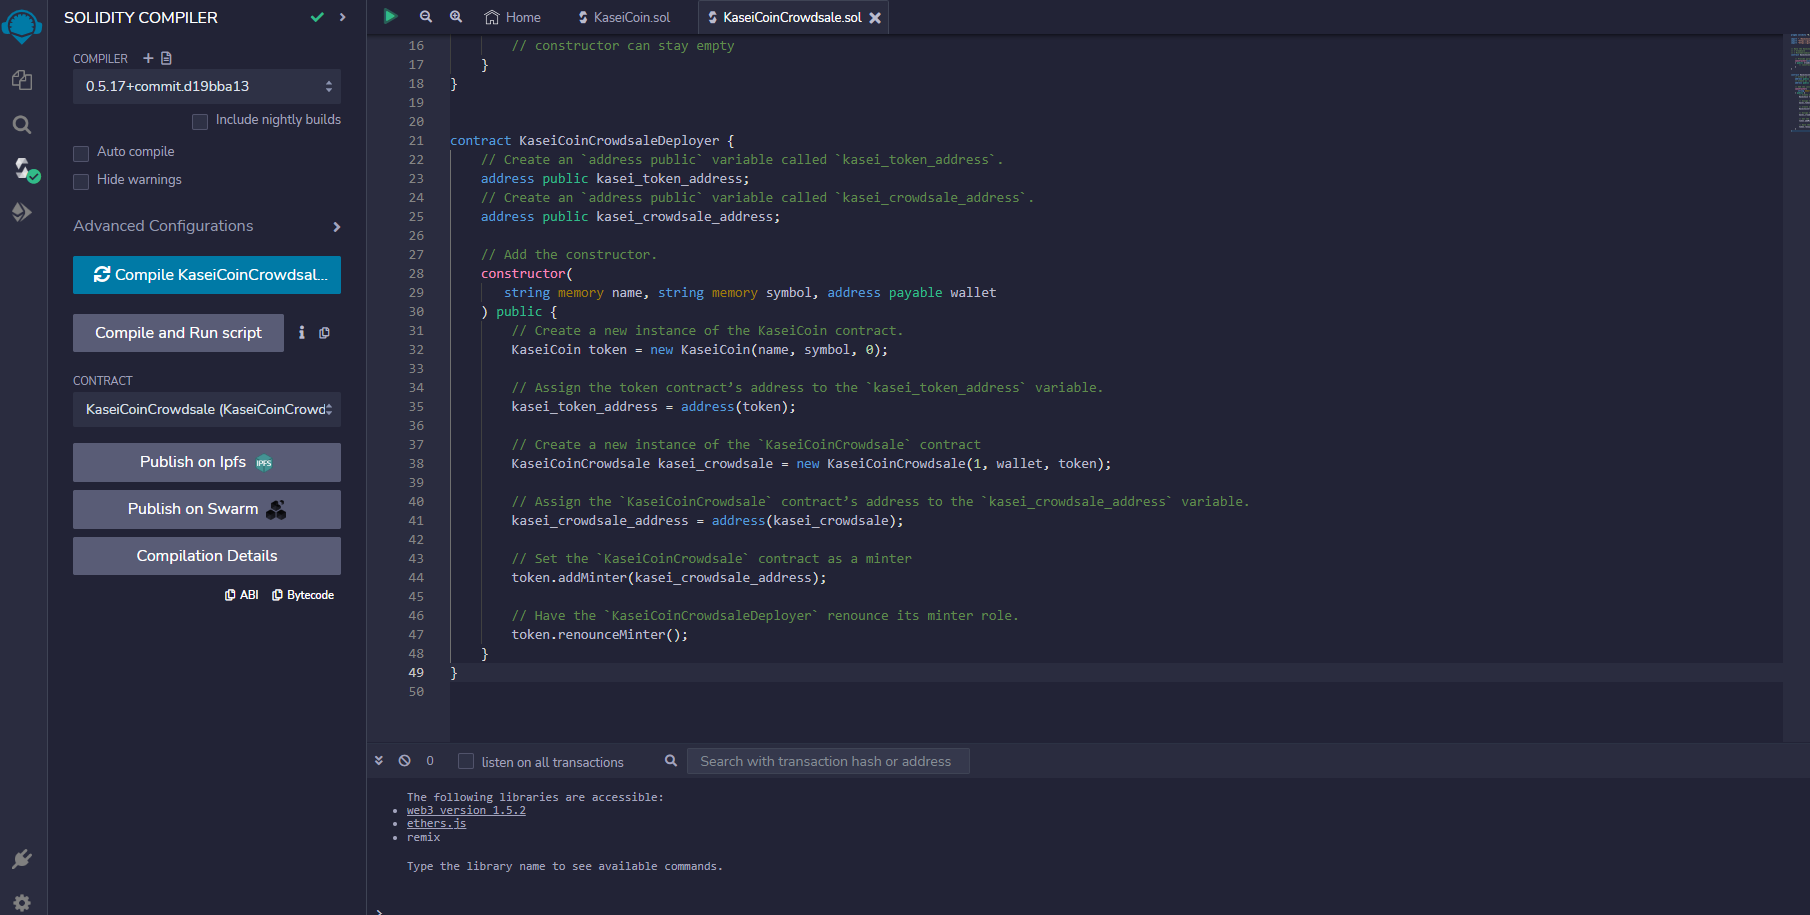 SOLIDITY COMPILER
COMPILER
0.5.17+commit.d19bba13
Include nightly builds
Auto compile
Hide warnings
Advanced Configurations
Compile KaseiCoinCrowdsal...
Compile and Run script
CONTRACT
KaseiCoinCrowdsale (KaseiCoinCrowd
Publish on Ipfs IPFS
Publish on Swarm
Compilation Details
ABI Bytecode
Home KaseiCoin.sol KaseiCoinCrowdsale.sol
16 // constructor can stay empty
17 }
18 }
19
20
21 contract KaseiCoinCrowdsaleDeployer {
22 // Create an `address public` variable called `kasei_token_address`.
23 address public kasei_token_address;
24 // Create an `address public` variable called `kasei_crowdsale_address`.
25 address public kasei_crowdsale_address;
26
27 // Add the constructor.
28 constructor(
29 string memory name, string memory symbol, address payable wallet
30 ) public {
31 // Create a new instance of the KaseiCoin contract.
32 KaseiCoin token = new KaseiCoin(name, symbol, 0);
33
34 // Assign the token contract’s address to the `kasei_token_address` variable.
35 kasei_token_address = address(token);
36
37 // Create a new instance of the `KaseiCoinCrowdsale` contract
38 KaseiCoinCrowdsale kasei_crowdsale = new KaseiCoinCrowdsale(1, wallet, token);
39
40 // Assign the `KaseiCoinCrowdsale` contract’s address to the `kasei_crowdsale_address` variable.
41 kasei_crowdsale_address = address(kasei_crowdsale);
42
43 // Set the `KaseiCoinCrowdsale` contract as a minter
44 token.addMinter(kasei_crowdsale_address);
45
46 // Have the `KaseiCoinCrowdsaleDeployer` renounce its minter role.
47 token.renounceMinter();
48 }
49 }
50
0 listen on all transactions Search with transaction hash or address
The following libraries are accessible:
• web3 version 1.5.2
• ethers.js
• remix
Type the library name to see available commands.
>